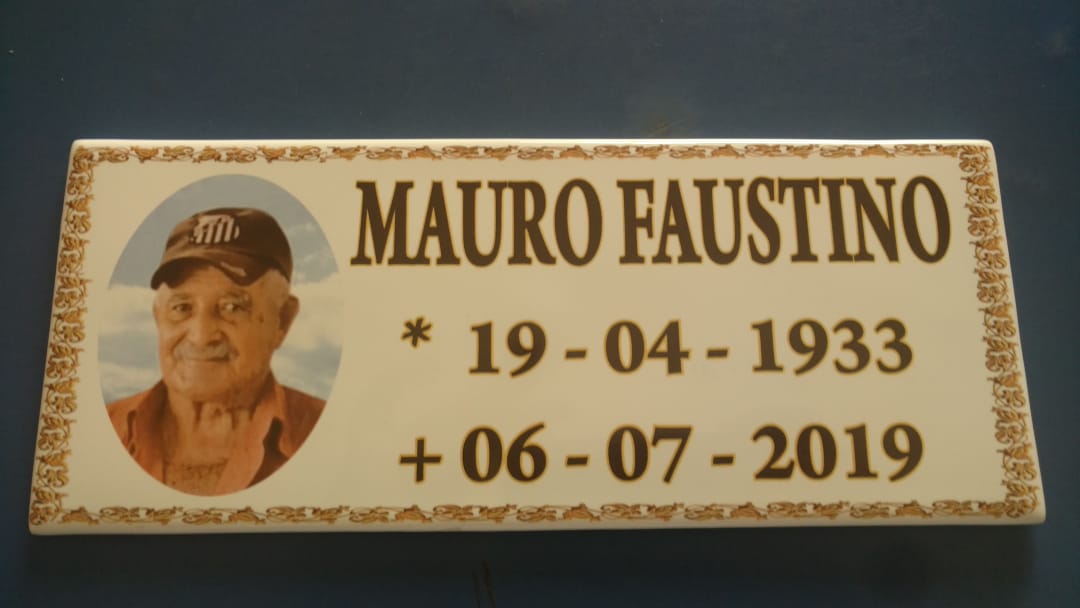 MAURO FAUSTINO
* 19 - 04 - 1933
+ 06 - 07 - 2019